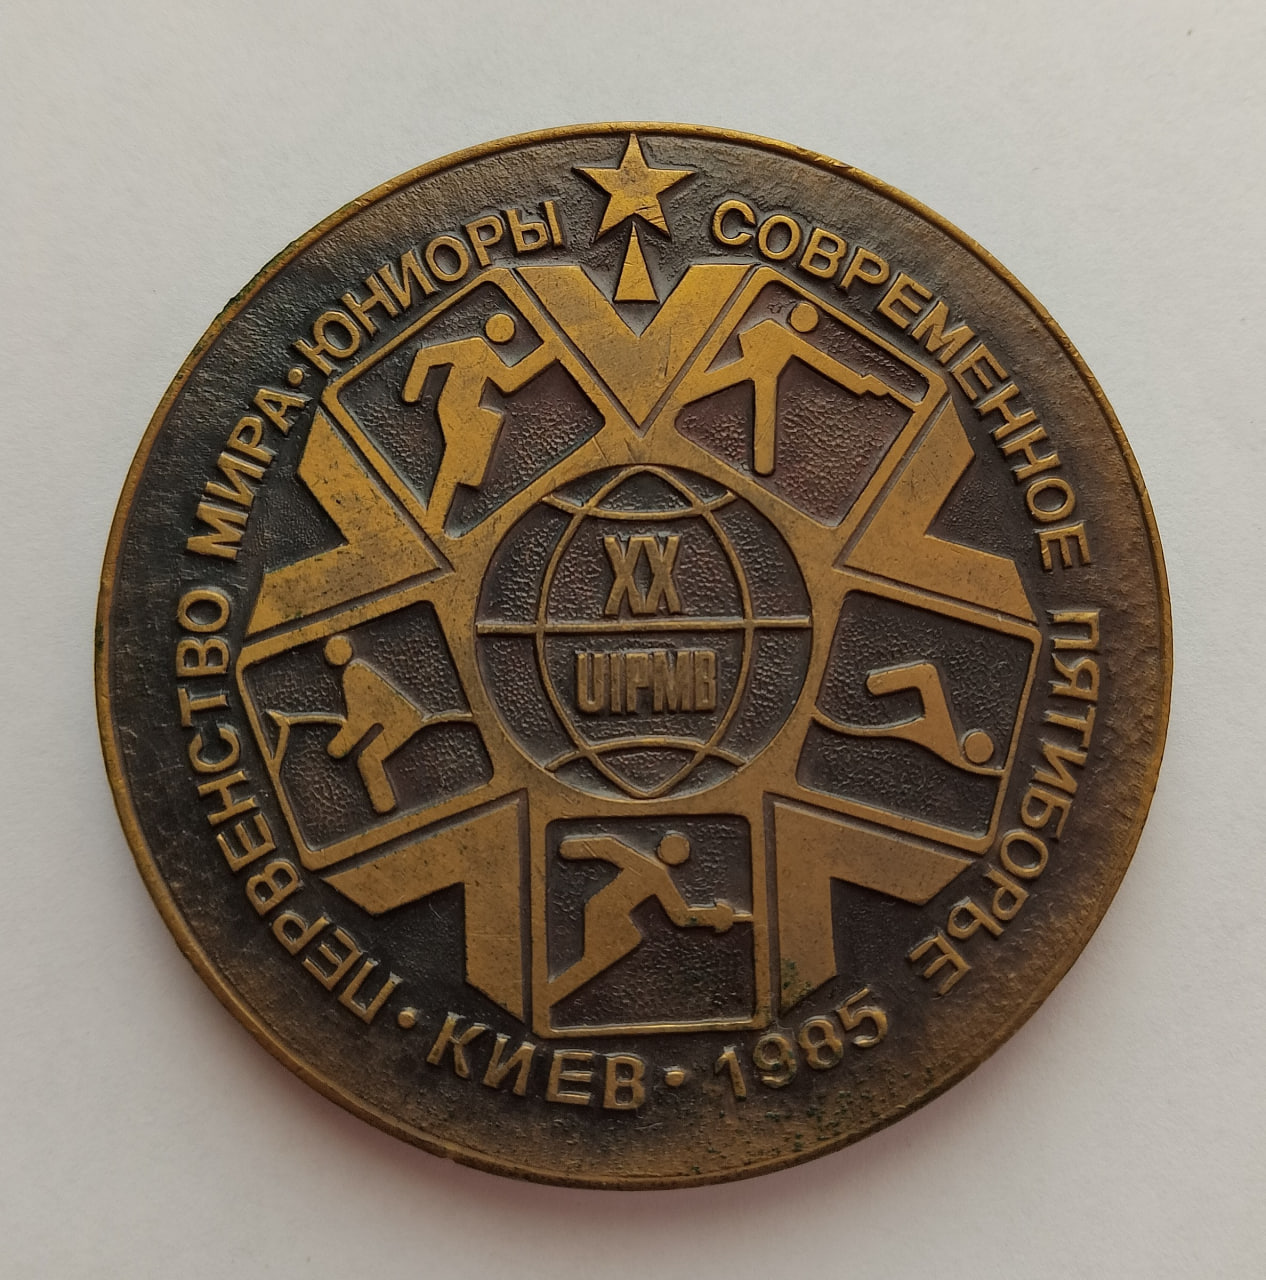 СОВРЕМЕННОЕ ПЯТИБОРЬЕ
ПЕРВЕНСТВО МИРА · ЮНИОРЫ
· КИЕВ · 1985
XX
UIPMB